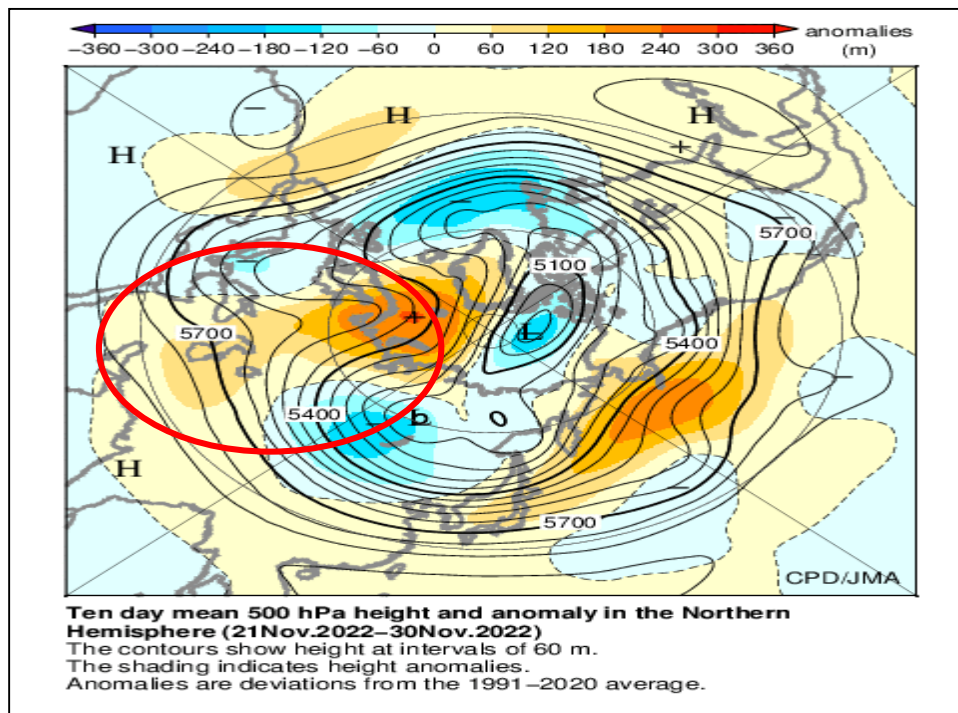 anomalies
−360 −300 −240 −180 −120 −60 0 60 120 180 240 300 360 (m)
−
H H
+
H
−
−
5700
5100
−
+
5700
L
5400
−
5400
b
−
H
−
5700
CPD/JMA
Ten day mean 500 hPa height and anomaly in the Northern
Hemisphere (21Nov.2022−30Nov.2022)
The contours show height at intervals of 60 m.
The shading indicates height anomalies.
Anomalies are deviations from the 1991−2020 average.